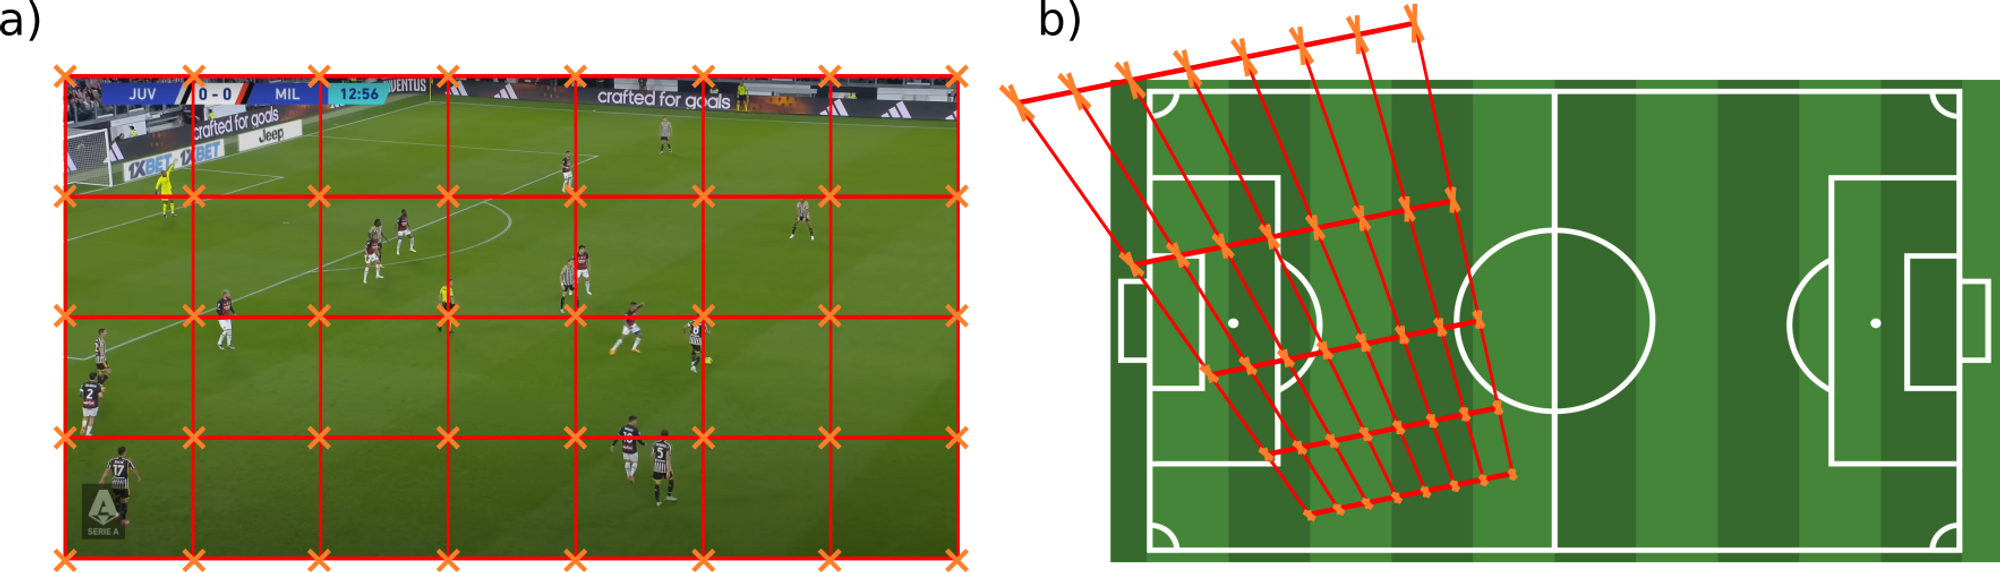 a)
b)
JUV 0 - 0 MIL 12:56
JUVENTUS
crafted for goals
crafted for goals
Jeep
1XBET 1XBET
2
17
5
SERIE A